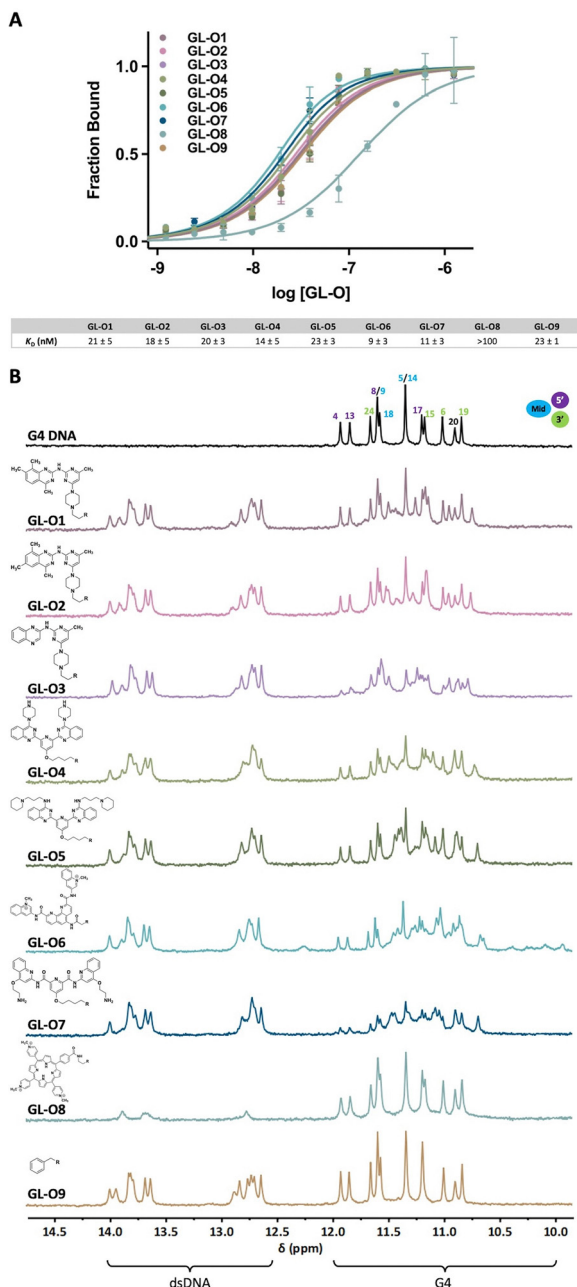 A
GL-O1
GL-O2
GL-O3
GL-O4
GL-O5
GL-O6
GL-O7
GL-O8
GL-O9
Fraction Bound
1.0
0.5
0.0
-9 -8 -7 -6
log [GL-O]
GL-O1 GL-O2 GL-O3 GL-O4 GL-O5 GL-O6 GL-O7 GL-O8 GL-O9
KD (nM) 21 ± 5 18 ± 5 20 ± 3 14 ± 5 23 ± 3 9 ± 3 11 ± 3 >100 23 ± 1
B
4 13 24 8/9 18 5/14 17 15 6 20 19
Mid 5' 3'
G4 DNA
GL-O1
GL-O2
GL-O3
GL-O4
GL-O5
GL-O6
GL-O7
GL-O8
GL-O9
14.5 14.0 13.5 13.0 12.5 12.0 11.5 11.0 10.5 10.0
δ (ppm)
dsDNA G4